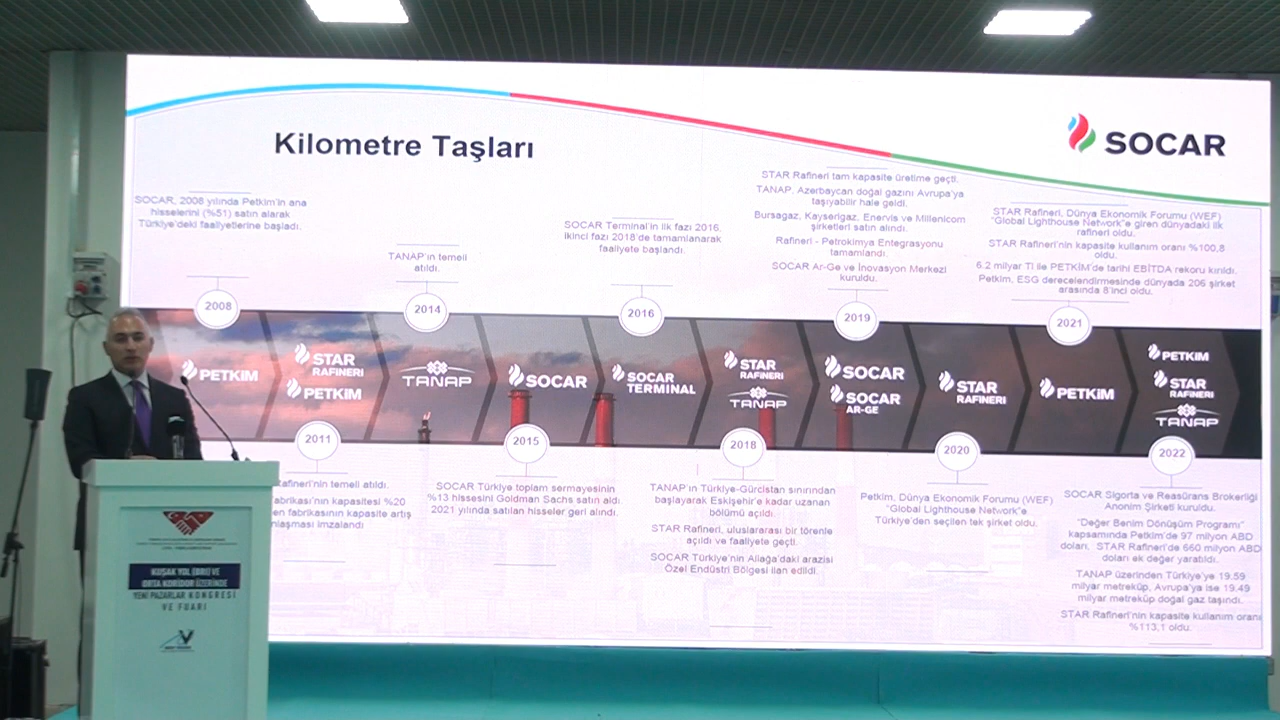 Kilometre Taşları
SOCAR
SOCAR, 2008 yılında Petkim'in ana
hisselerini (%51) satın alarak
Türkiye'deki faaliyetlerine başladı.
TANAP'ın temeli
atıldı.
SOCAR Terminal'in ilk fazı 2016,
ikinci fazı 2018'de tamamlanarak
faaliyete başlandı.
STAR Rafineri tam kapasite üretime geçti.
TANAP, Azerbaycan doğal gazını Avrupa'ya
taşıyabilir hale geldi.
Bursagaz, Kayserigaz, Enervis ve Millenicom
şirketleri satın alındı.
Rafineri - Petrokimya Entegrasyonu
tamamlandı.
SOCAR Ar-Ge ve İnovasyon Merkezi
kuruldu.
STAR Rafineri, Dünya Ekonomik Forumu (WEF)
"Global Lighthouse Network"e giren dünyadaki ilk
rafineri oldu.
STAR Rafineri'nin kapasite kullanım oranı %100,8
oldu.
6.2 milyar Tl ile PETKİM'de tarihi EBİTDA rekoru kırıldı.
Petkim, ESG derecelendirmesinde dünyada 206 şirket
arasında 8'inci oldu.
2008
2014
2016
2019
2021
PETKIM
STAR
RAFINERI
PETKIM
TANAP
SOCAR
SOCAR
TERMINAL
STAR
RAFINERI
TANAP
SOCAR
SOCAR
AR-GE
STAR
RAFINERI
PETKIM
PETKIM
STAR
RAFINERI
TANAP
2011
2015
2018
2020
2022
afineri'nin temeli atıldı.
abrikası'nın kapasitesi %20
en fabrikasının kapasite artış
nlaşması imzalandı
SOCAR Türkiye toplam sermayesinin
%13 hissesini Goldman Sachs satın aldı.
2021 yılında satılan hisseler geri alındı.
TANAP'ın Türkiye-Gürcistan sınırından
başlayarak Eskişehir'e kadar uzanan
bölümü açıldı.
STAR Rafineri, uluslararası bir törenle
açıldı ve faaliyete geçti.
SOCAR Türkiye'nin Aliağa'daki arazisi
Özel Endüstri Bölgesi ilan edildi.
Petkim, Dünya Ekonomik Forumu (WEF)
"Global Lighthouse Network"e
Türkiye'den seçilen tek şirket oldu.
SOCAR Sigorta ve Reasürans Brokerliği
Anonim Şirketi kuruldu.
"Değer Benim Dönüşüm Programı"
kapsamında Petkim'de 97 milyon ABD
doları, STAR Rafineri'de 660 milyon ABD
doları ek değer yaratıldı.
TANAP üzerinden Türkiye'ye 19.59
milyar metreküp, Avrupa'ya ise 19.49
milyar metreküp doğal gaz taşındı.
STAR Rafineri'nin kapasite kullanım oranı
%113,1 oldu.
KUŞAK YOL (BRI) VE
ORTA KORİDOR ÜZERİNDE
YENİ PAZARLAR KONGRESİ
VE FUARI